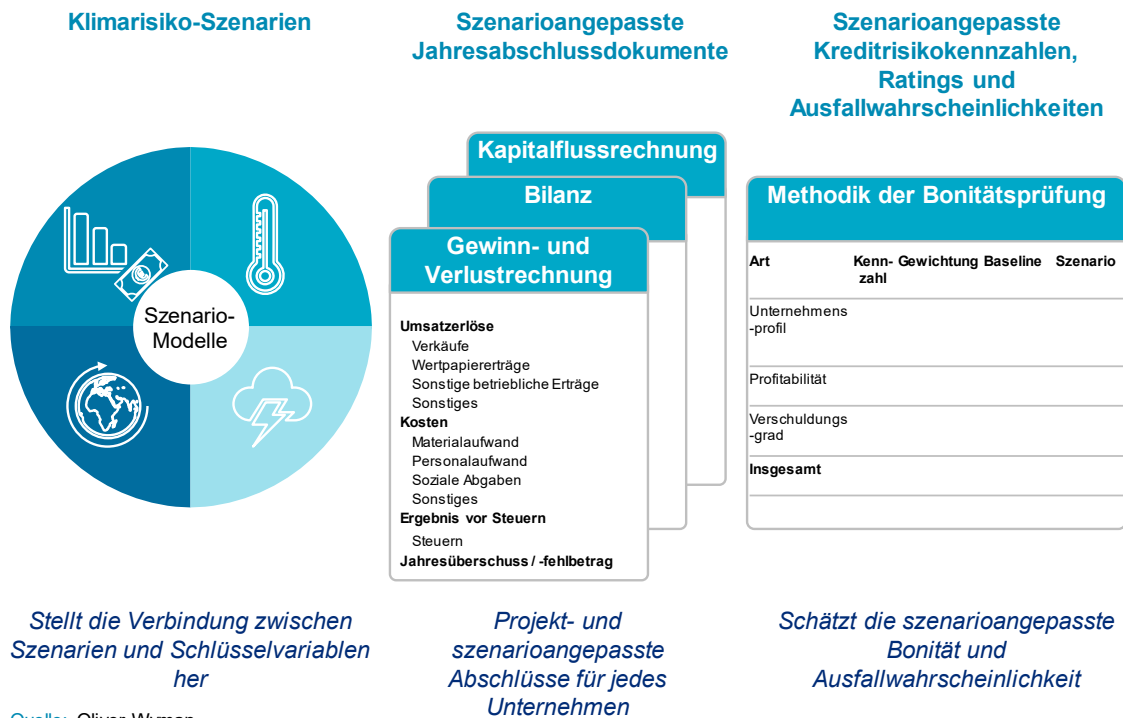 Klimarisiko-Szenarien
Szenario-
Modelle
Stellt die Verbindung zwischen
Szenarien und Schlüsselvariablen
her
Szenarioangepasste
Jahresabschlussdokumente
Kapitalflussrechnung
Bilanz
Gewinn- und
Verlustrechnung
Umsatzerlöse
Verkäufe
Wertpapiererträge
Sonstige betriebliche Erträge
Sonstiges
Kosten
Materialaufwand
Personalaufwand
Soziale Abgaben
Sonstiges
Ergebnis vor Steuern
Steuern
Jahresüberschuss / -fehlbetrag
Projekt- und
szenarioangepasste
Abschlüsse für jedes
Unternehmen
Szenarioangepasste
Kreditrisikokennzahlen,
Ratings und
Ausfallwahrscheinlichkeiten
Methodik der Bonitätsprüfung
Art Kenn- Gewichtung Baseline Szenario
zahl
Unternehmens
-profil
Profitabilität
Verschuldungs
-grad
Insgesamt
Schätzt die szenarioangepasste
Bonität und
Ausfallwahrscheinlichkeit
Quelle: Oliver Wyman